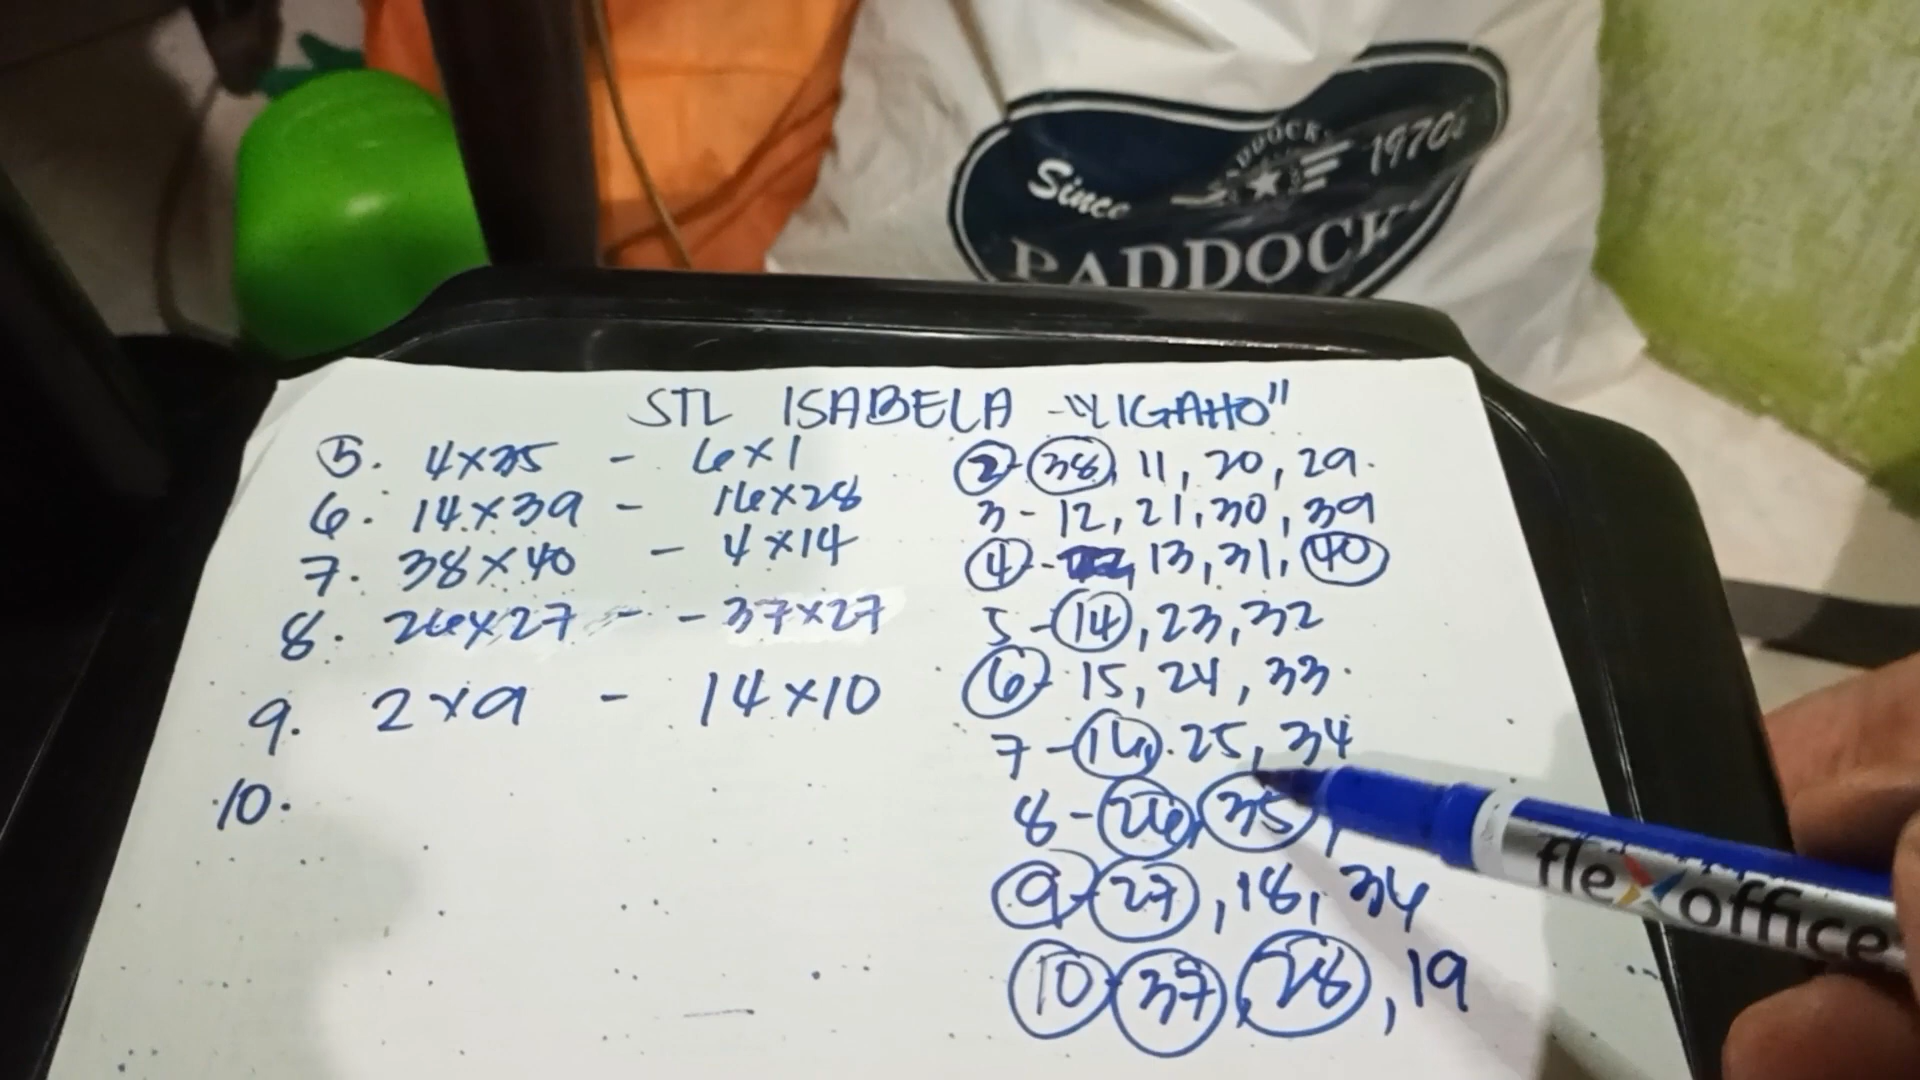 Since 1970s
PADDOCK
STL ISABELA - "LIGAHO"
5. 4x35 - 6x1
6. 14x39 - 16x28
7. 38x40 - 4x14
8. 26x27 - - 37x27
9. 2x9 - 14x10
10.
2 - 38, 11, 20, 29.
3 - 12, 21, 30, 39
4 - 13, 31, 40
5 - 14, 23, 32
6 - 15, 24, 33.
7 - 16. 25, 34
8 - 26, 35,
9 - 27, 18, 36
10 37, 28, 19
flexoffice